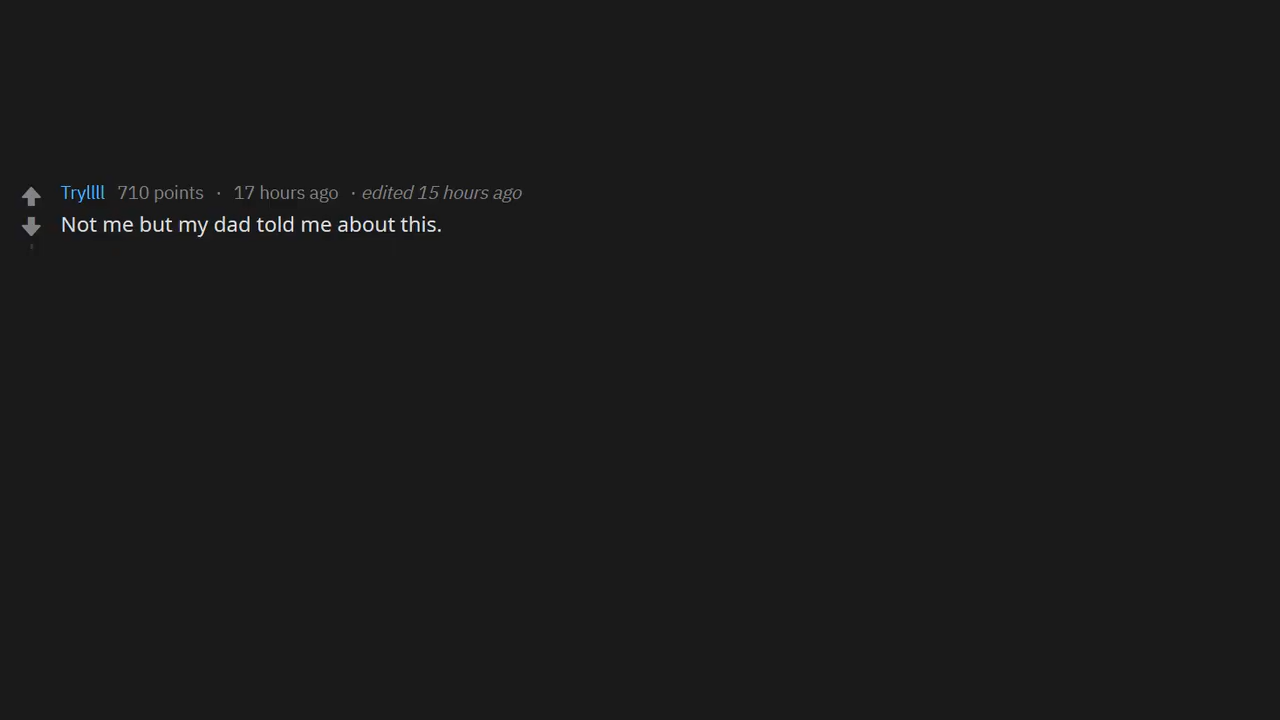 Tryllll 710 points · 17 hours ago · edited 15 hours ago
Not me but my dad told me about this.